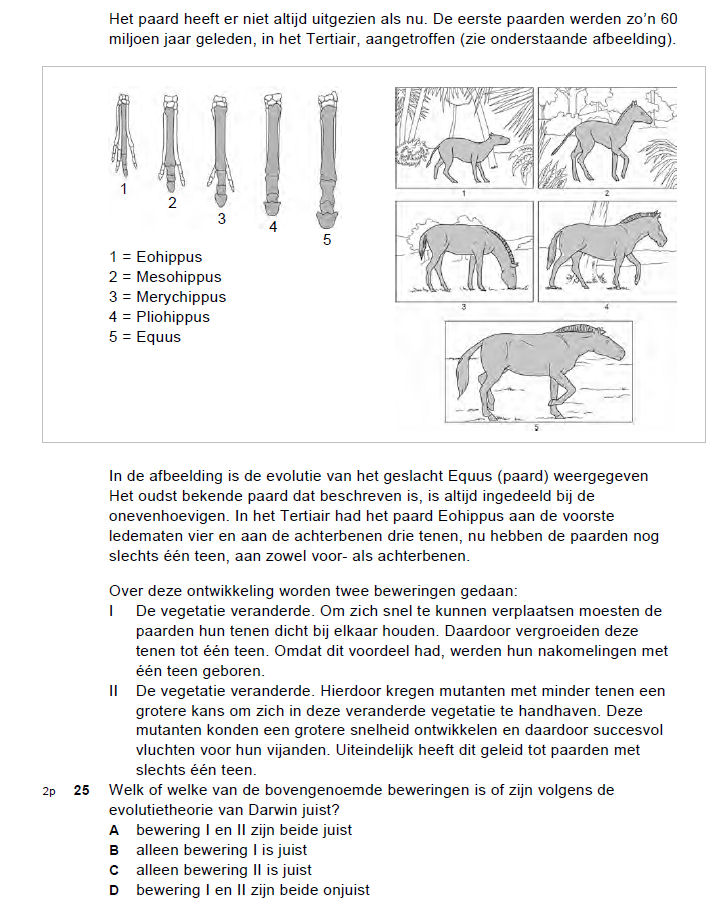 Het paard heeft er niet altijd uitgezien als nu. De eerste paarden werden zo'n 60
miljoen jaar geleden, in het Tertiair, aangetroffen (zie onderstaande afbeelding).
1
2
3
4
5
1 = Eohippus
2 = Mesohippus
3 = Merychippus
4 = Pliohippus
5 = Equus
1
2
3
4
5
In de afbeelding is de evolutie van het geslacht Equus (paard) weergegeven
Het oudst bekende paard dat beschreven is, is altijd ingedeeld bij de
onevenhoevigen. In het Tertiair had het paard Eohippus aan de voorste
ledematen vier en aan de achterbenen drie tenen, nu hebben de paarden nog
slechts één teen, aan zowel voor- als achterbenen.
Over deze ontwikkeling worden twee beweringen gedaan:
I De vegetatie veranderde. Om zich snel te kunnen verplaatsen moesten de
paarden hun tenen dicht bij elkaar houden. Daardoor vergroeiden deze
tenen tot één teen. Omdat dit voordeel had, werden hun nakomelingen met
één teen geboren.
II De vegetatie veranderde. Hierdoor kregen mutanten met minder tenen een
grotere kans om zich in deze veranderde vegetatie te handhaven. Deze
mutanten konden een grotere snelheid ontwikkelen en daardoor succesvol
vluchten voor hun vijanden. Uiteindelijk heeft dit geleid tot paarden met
slechts één teen.
2p 25 Welk of welke van de bovengenoemde beweringen is of zijn volgens de
evolutietheorie van Darwin juist?
A bewering I en II zijn beide juist
B alleen bewering I is juist
C alleen bewering II is juist
D bewering I en II zijn beide onjuist